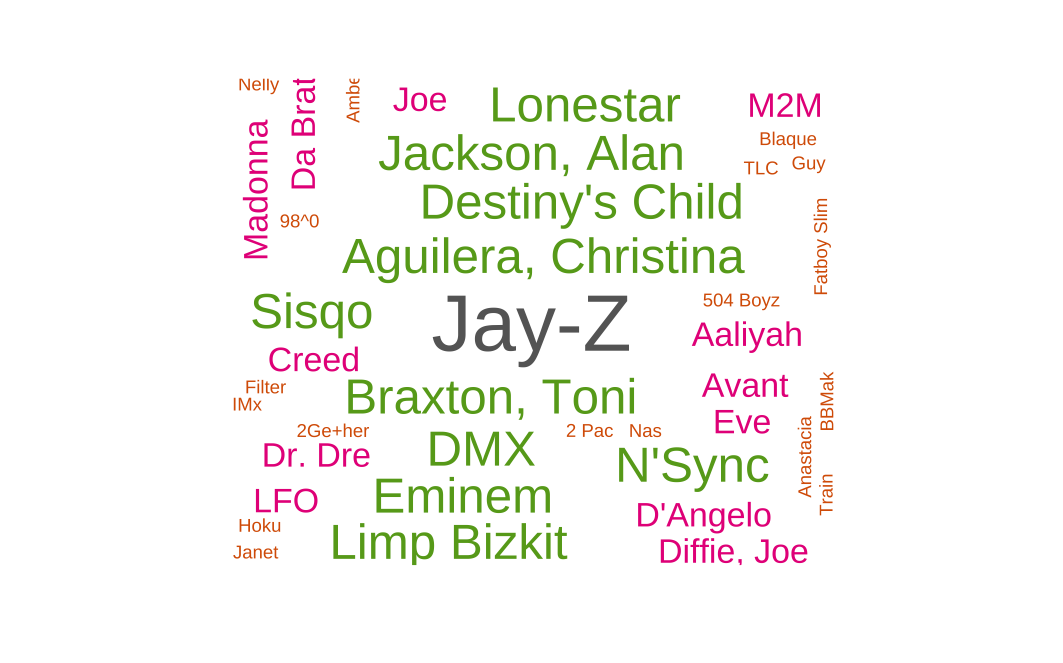 Nelly
Da Brat
Ambe
Joe
Lonestar
M2M
Madonna
Jackson, Alan
Blaque
TLC
Guy
98^0
Destiny's Child
Fatboy Slim
Aguilera, Christina
Sisqo
Jay-Z
504 Boyz
Aaliyah
Creed
Filter
IMx
Braxton, Toni
Avant
BBMak
Eve
2Ge+her
2 Pac
Nas
Dr. Dre
DMX
N'Sync
Anastacia
Train
LFO
Eminem
D'Angelo
Hoku
Janet
Limp Bizkit
Diffie, Joe